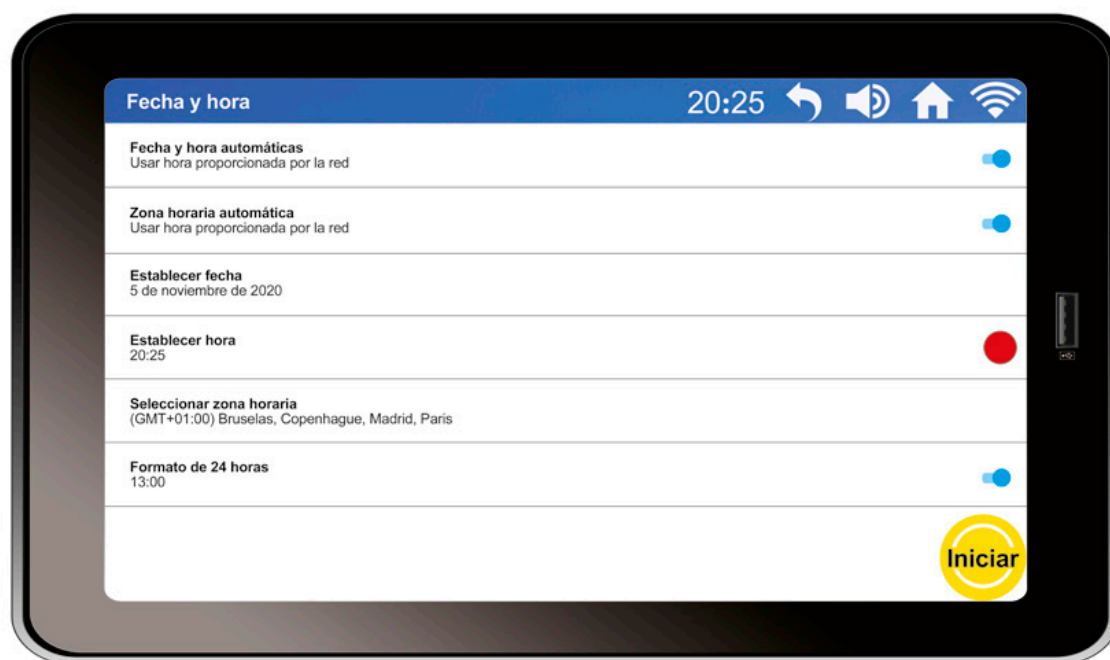 Fecha y hora
20:25
Fecha y hora automáticas
Usar hora proporcionada por la red
Zona horaria automática
Usar hora proporcionada por la red
Establecer fecha
5 de noviembre de 2020
Establecer hora
20:25
Seleccionar zona horaria
(GMT+01:00) Bruselas, Copenhague, Madrid, Paris
Formato de 24 horas
13:00
Iniciar